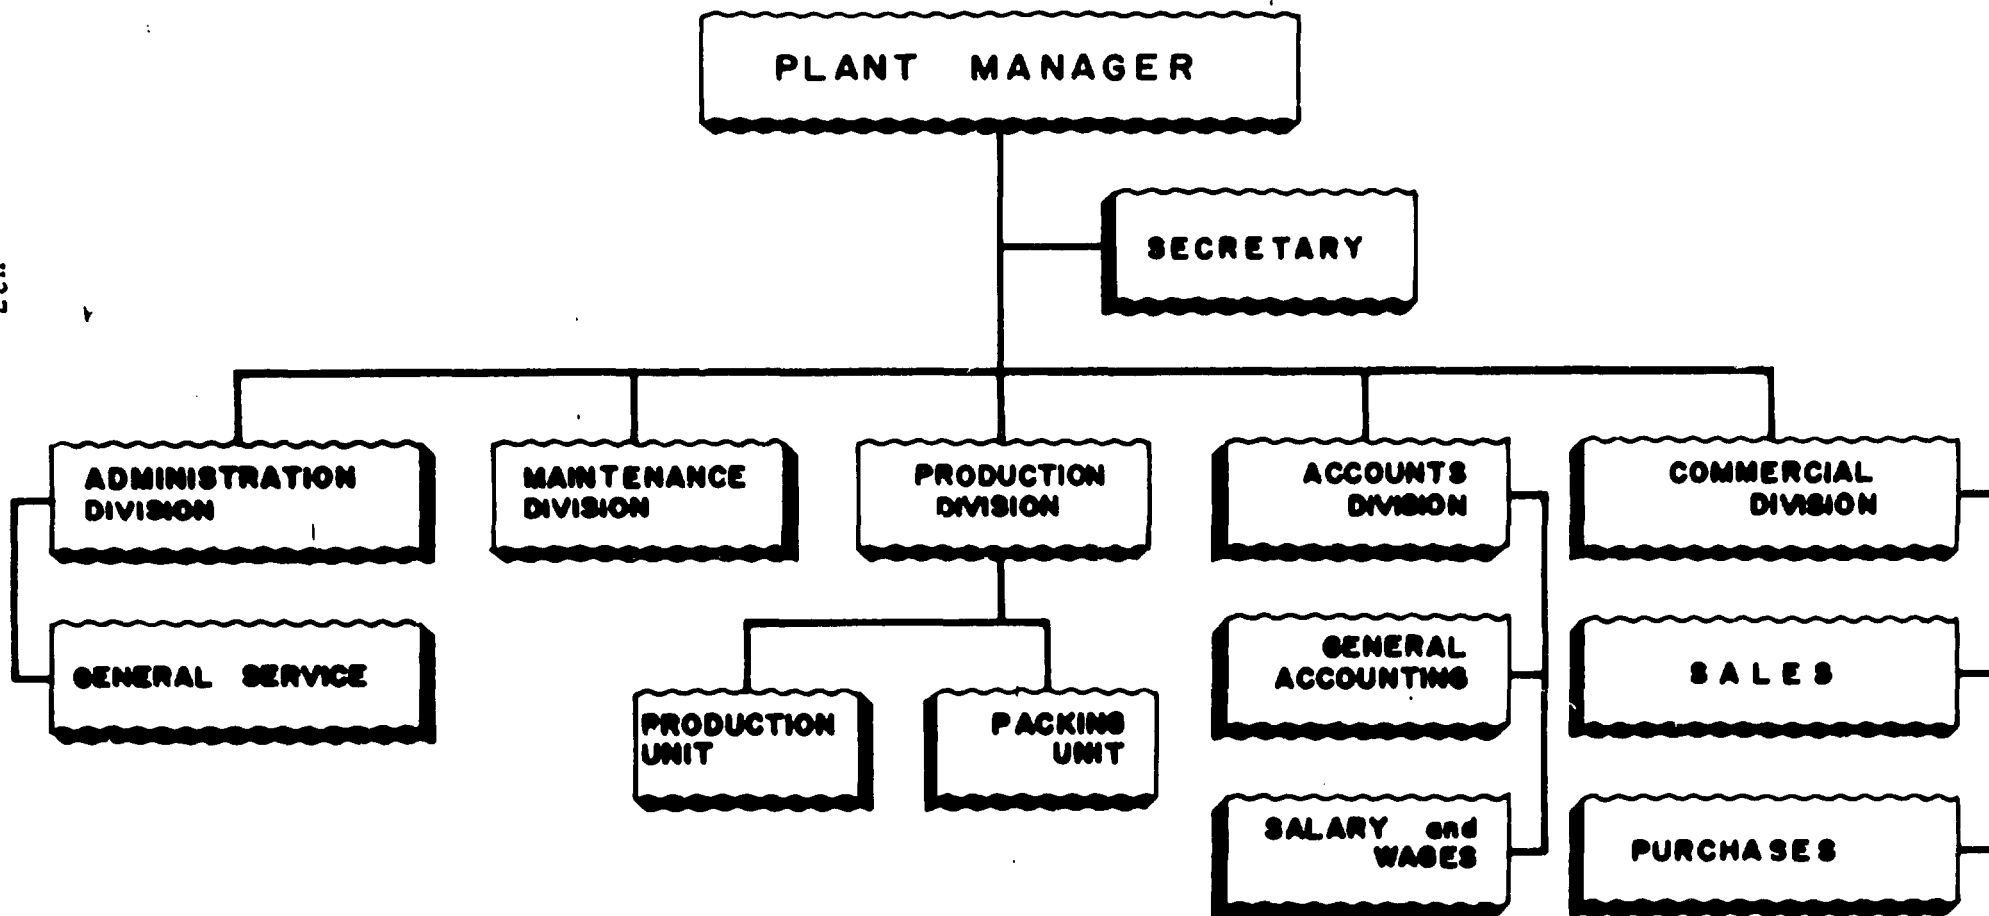 PLANT MANAGER
SECRETARY
ADMINISTRATION
DIVISION
MAINTENANCE
DIVISION
PRODUCTION
DIVISION
ACCOUNTS
DIVISION
COMMERCIAL
DIVISION
GENERAL SERVICE
PRODUCTION
UNIT
PACKING
UNIT
GENERAL
ACCOUNTING
SALES
SALARY and
WAGES
PURCHASES